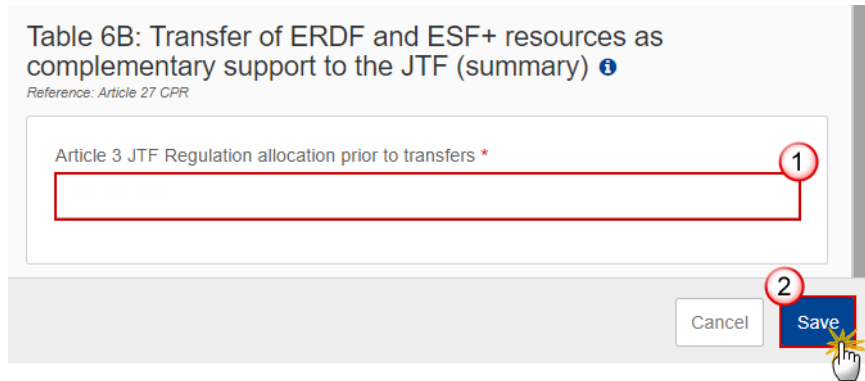 Table 6B: Transfer of ERDF and ESF+ resources as
complementary support to the JTF (summary) i
Reference: Article 27 CPR
Article 3 JTF Regulation allocation prior to transfers *
1
2
Cancel
Save